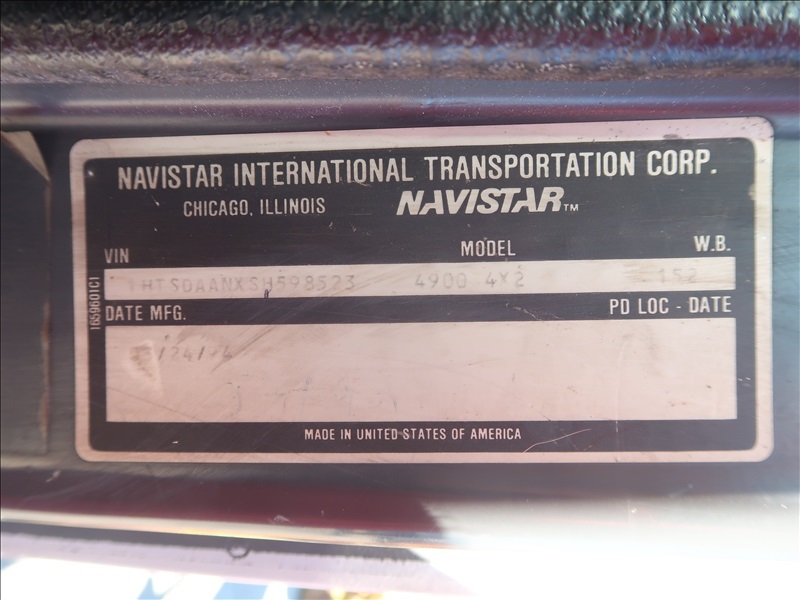 NAVISTAR INTERNATIONAL TRANSPORTATION CORP.
CHICAGO, ILLINOIS NAVISTAR™
VIN MODEL W.B.
1HTSDAANXSH598523 4900 4X2 152
1659601C1
DATE MFG. PD LOC - DATE
MADE IN UNITED STATES OF AMERICA